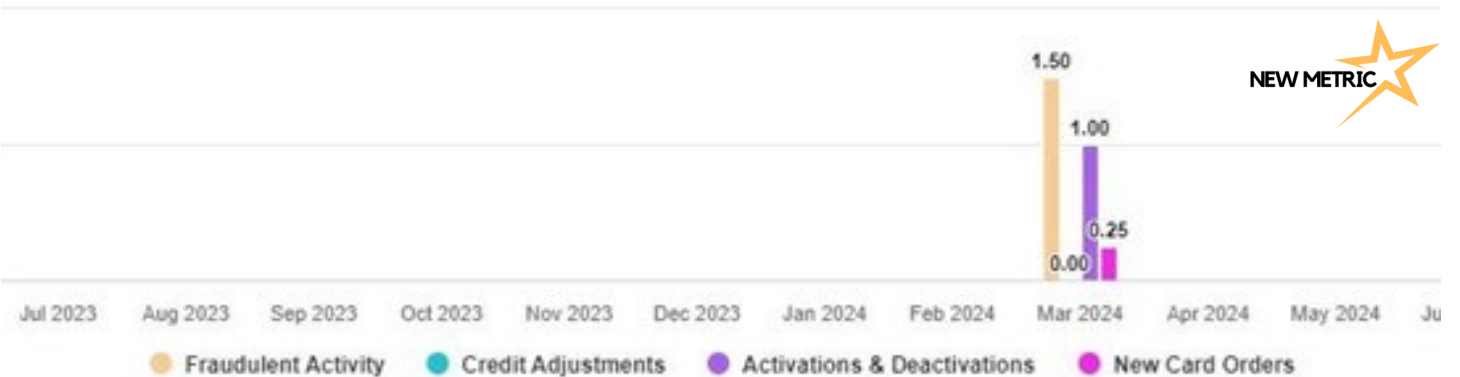 1.50
NEW METRIC
1.00
0.25
0.00
Jul 2023 Aug 2023 Sep 2023 Oct 2023 Nov 2023 Dec 2023 Jan 2024 Feb 2024 Mar 2024 Apr 2024 May 2024 Ju
Fraudulent Activity Credit Adjustments Activations & Deactivations New Card Orders